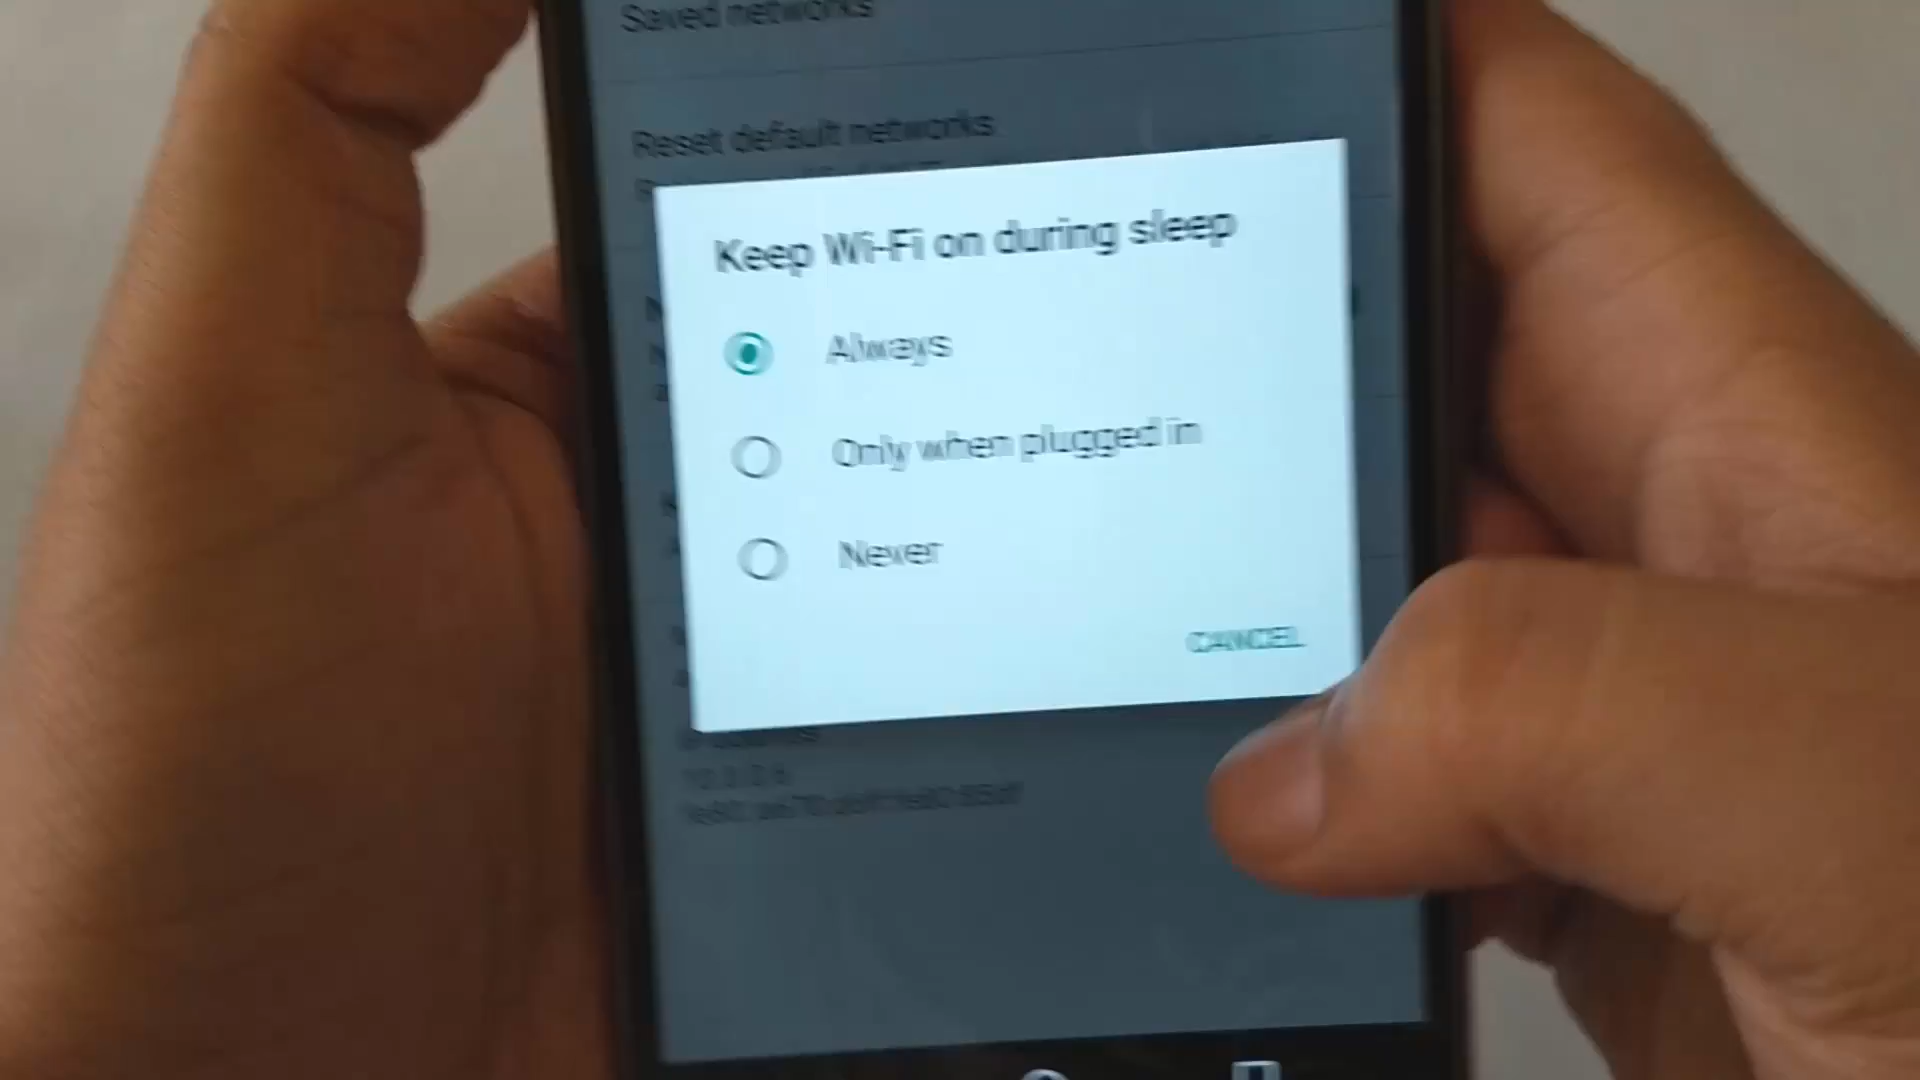 Saved networks
Reset default networks
Keep Wi-Fi on during sleep
Always
Only when plugged in
Never
CANCEL